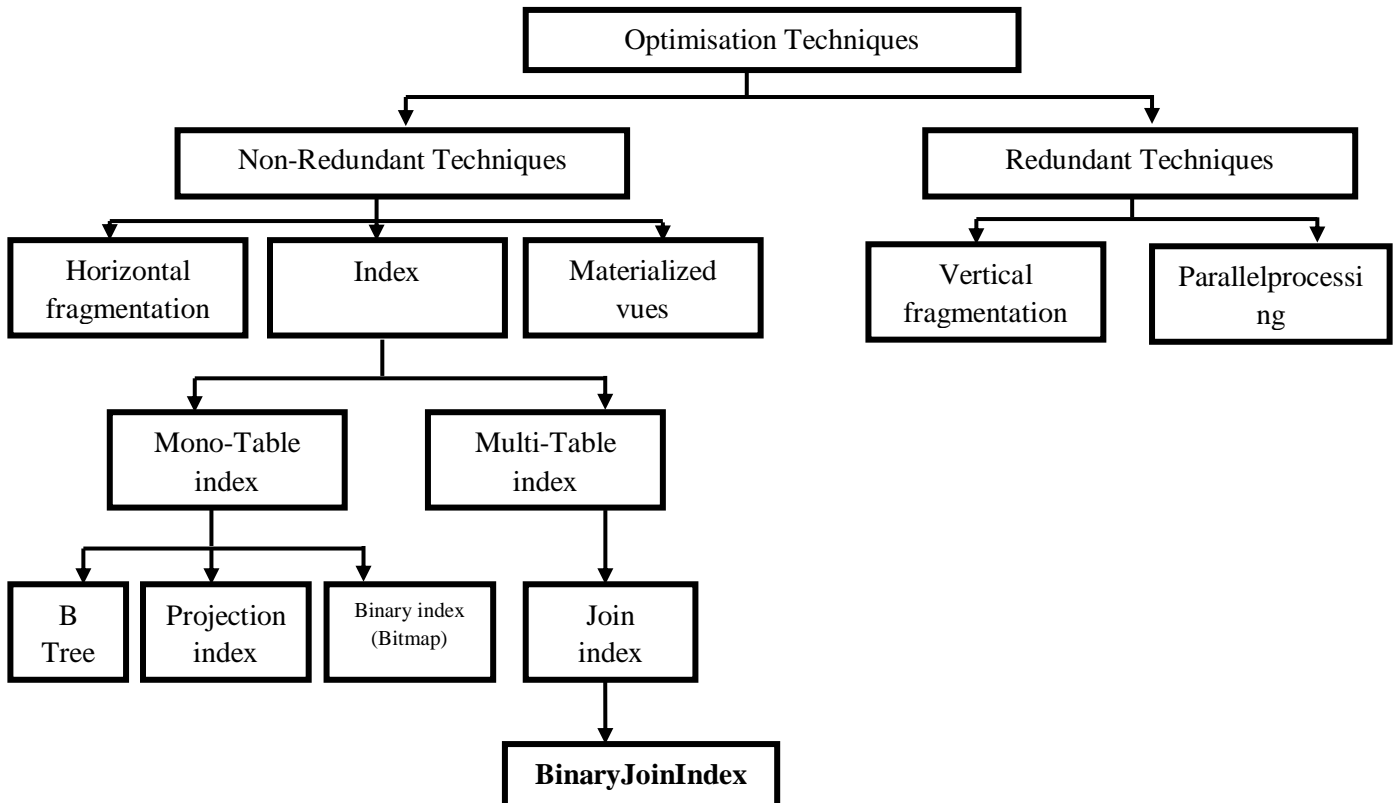 Optimisation Techniques
Non-Redundant Techniques
Redundant Techniques
Horizontal
fragmentation
Index
Materialized
vues
Vertical
fragmentation
Parallelprocessi
ng
Mono-Table
index
Multi-Table
index
B
Tree
Projection
index
Binary index
(Bitmap)
Join
index
BinaryJoinIndex